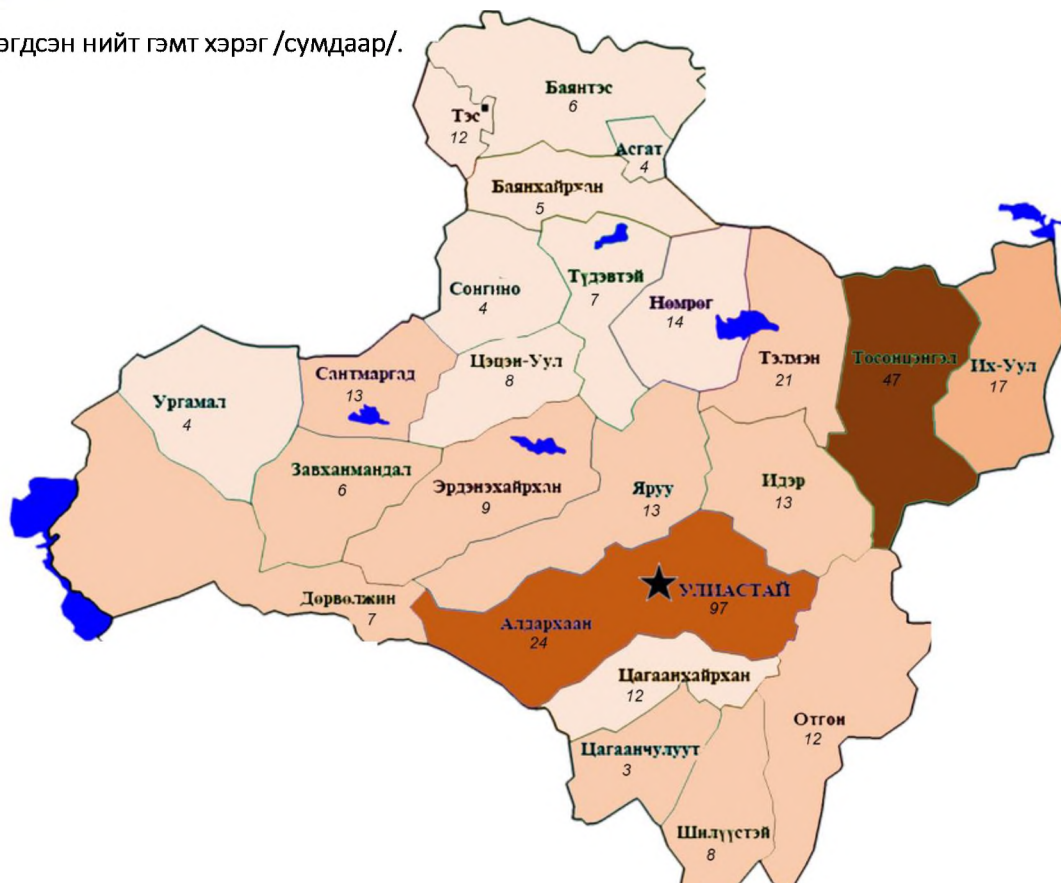 эгдсэн нийт гэмт хэрэг /сумдаар/.
Баянтэс
6
Тэс
12
Асгат
4
Баянхайрхан
5
Түдэвтэй
7
Сонгино
4
Нөмрөг
14
Цэцэн-Уул
8
Тэлмэн
21
Тосонцэнгэл
47
Их-Уул
17
Сантмаргад
13
Ургамал
4
Завханмандал
6
Эрдэнэхайрхан
9
Яруу
13
Идэр
13
Дөрвөлжин
7
Алдархаан
24
УЛИАСТАЙ
97
Цагаанхайрхан
12
Отгон
12
Цагаанчулуут
3
Шилүүстэй
8